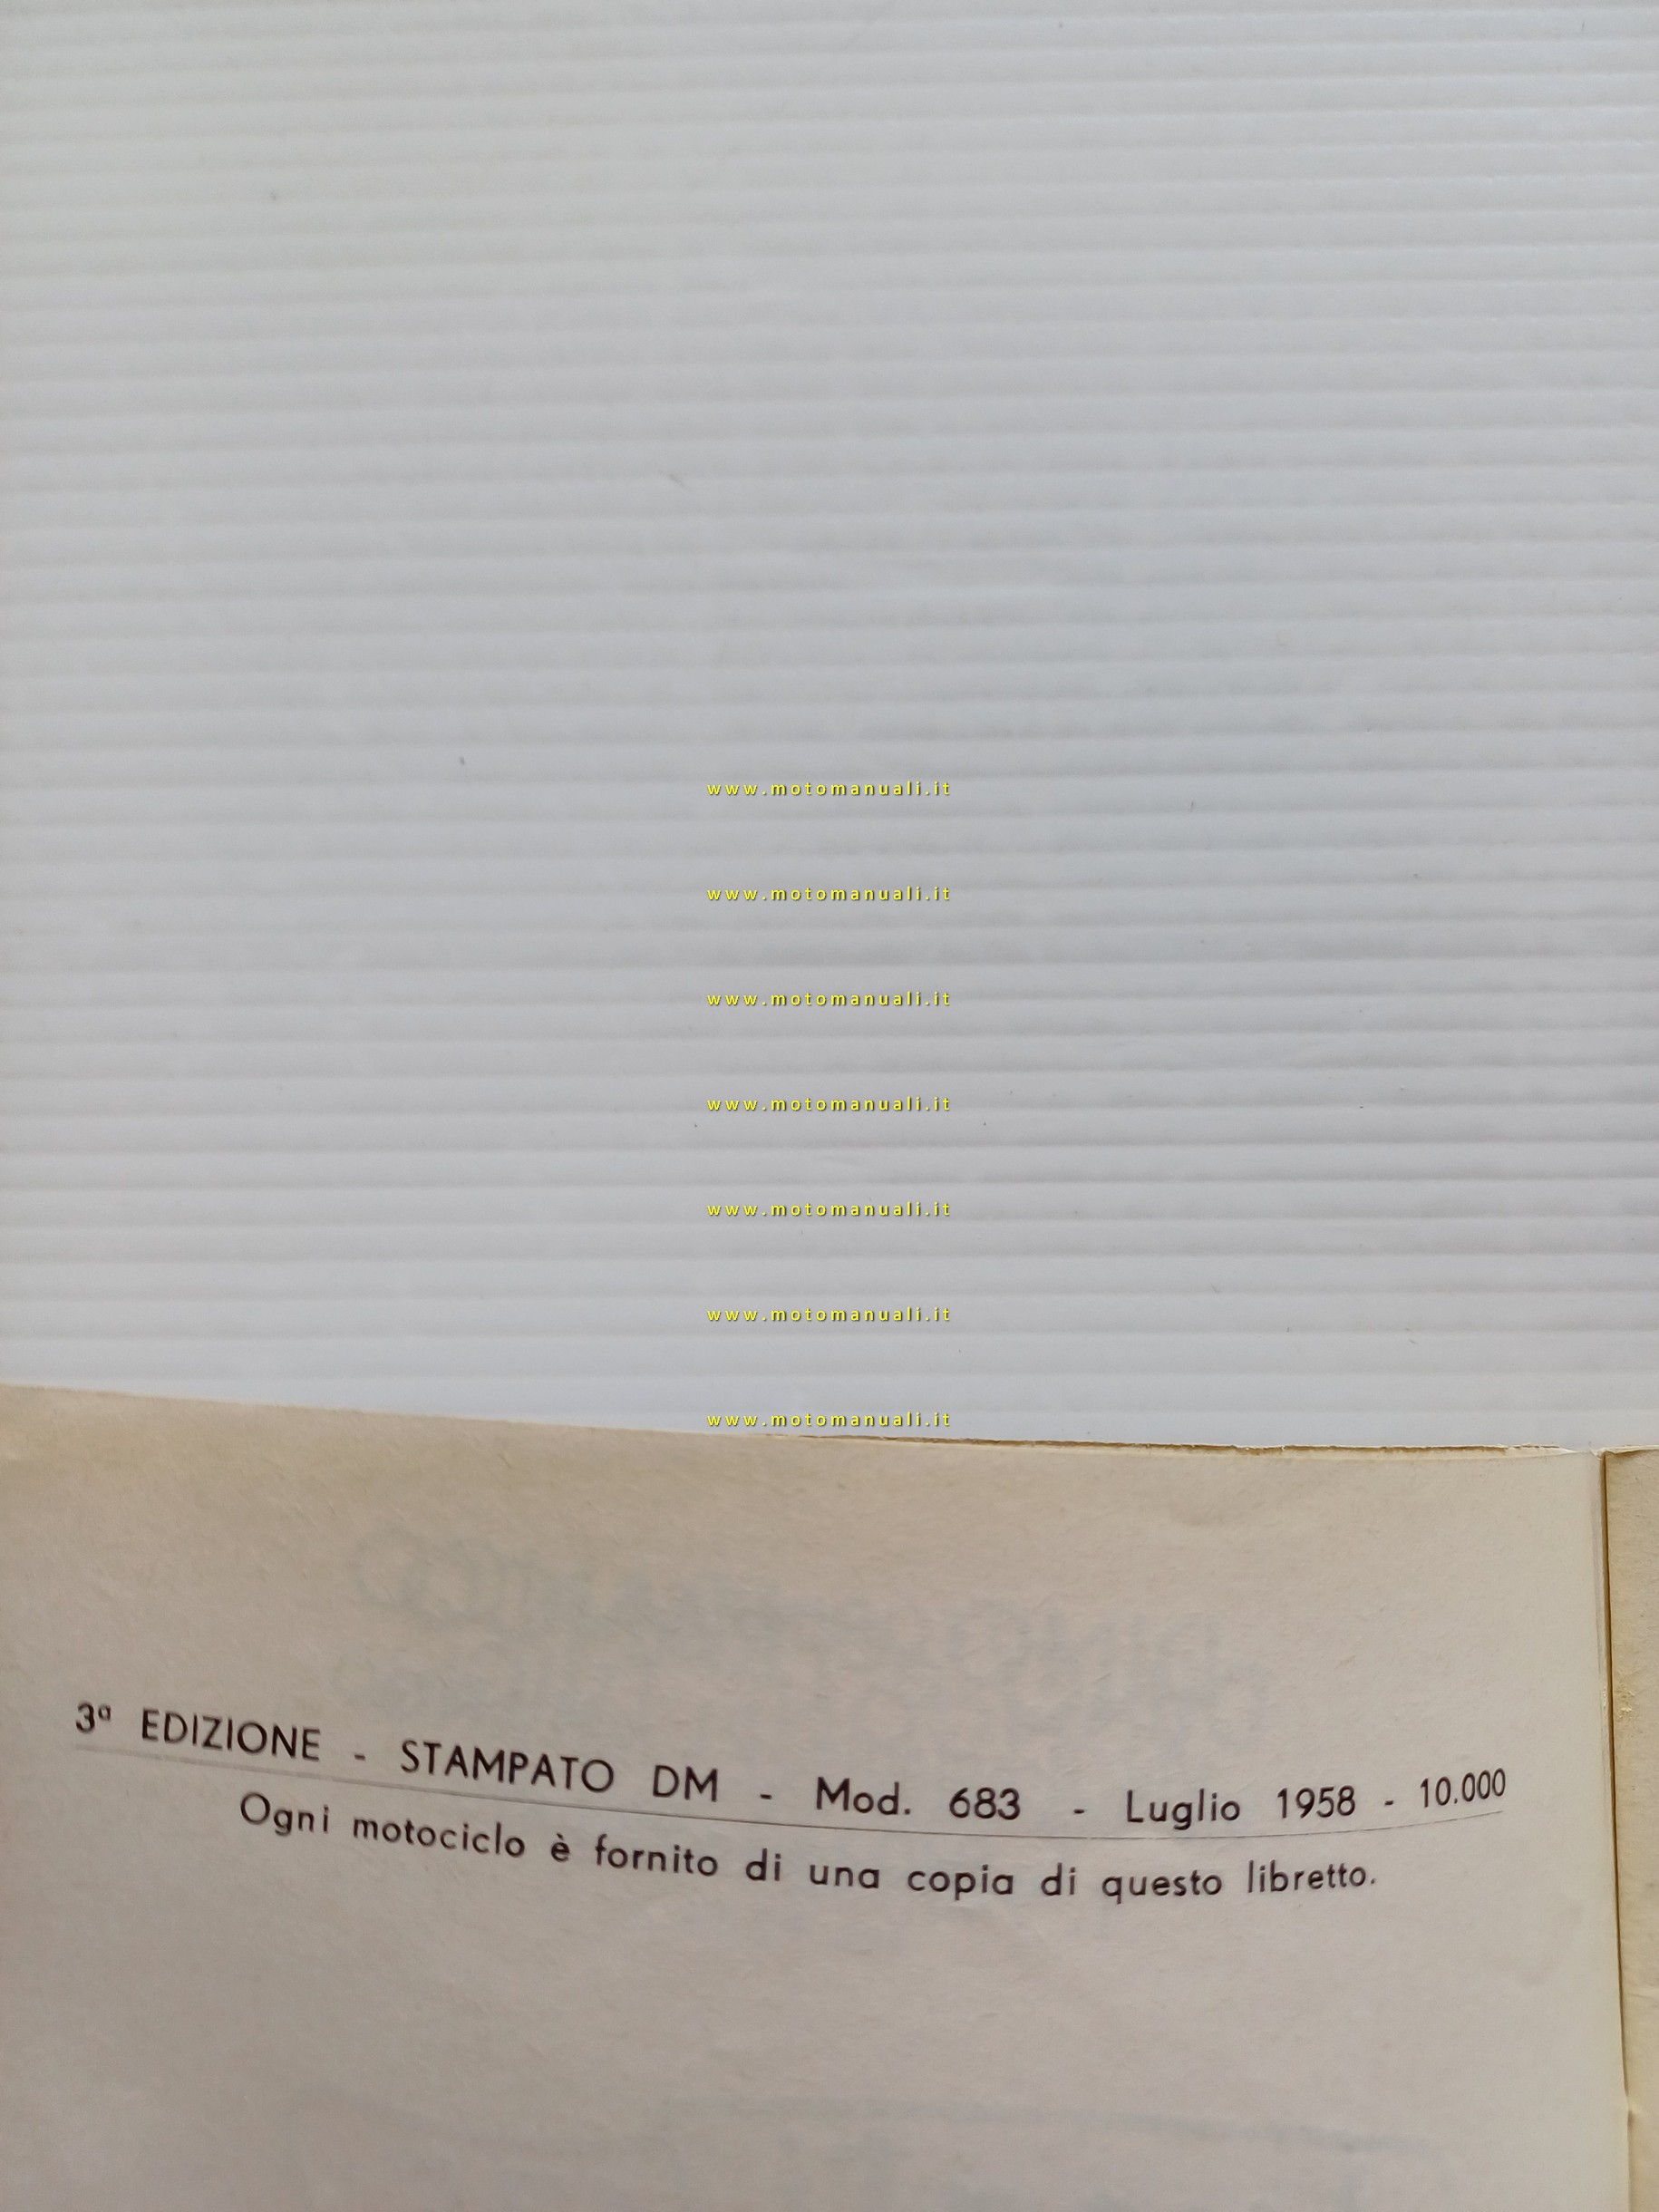 www.motomanuali.it
www.motomanuali.it
www.motomanuali.it
www.motomanuali.it
www.motomanuali.it
www.motomanuali.it
www.motomanuali.it
3ª EDIZIONE - STAMPATO DM - Mod. 683 - Luglio 1958 - 10.000
Ogni motociclo è fornito di una copia di questo libretto.